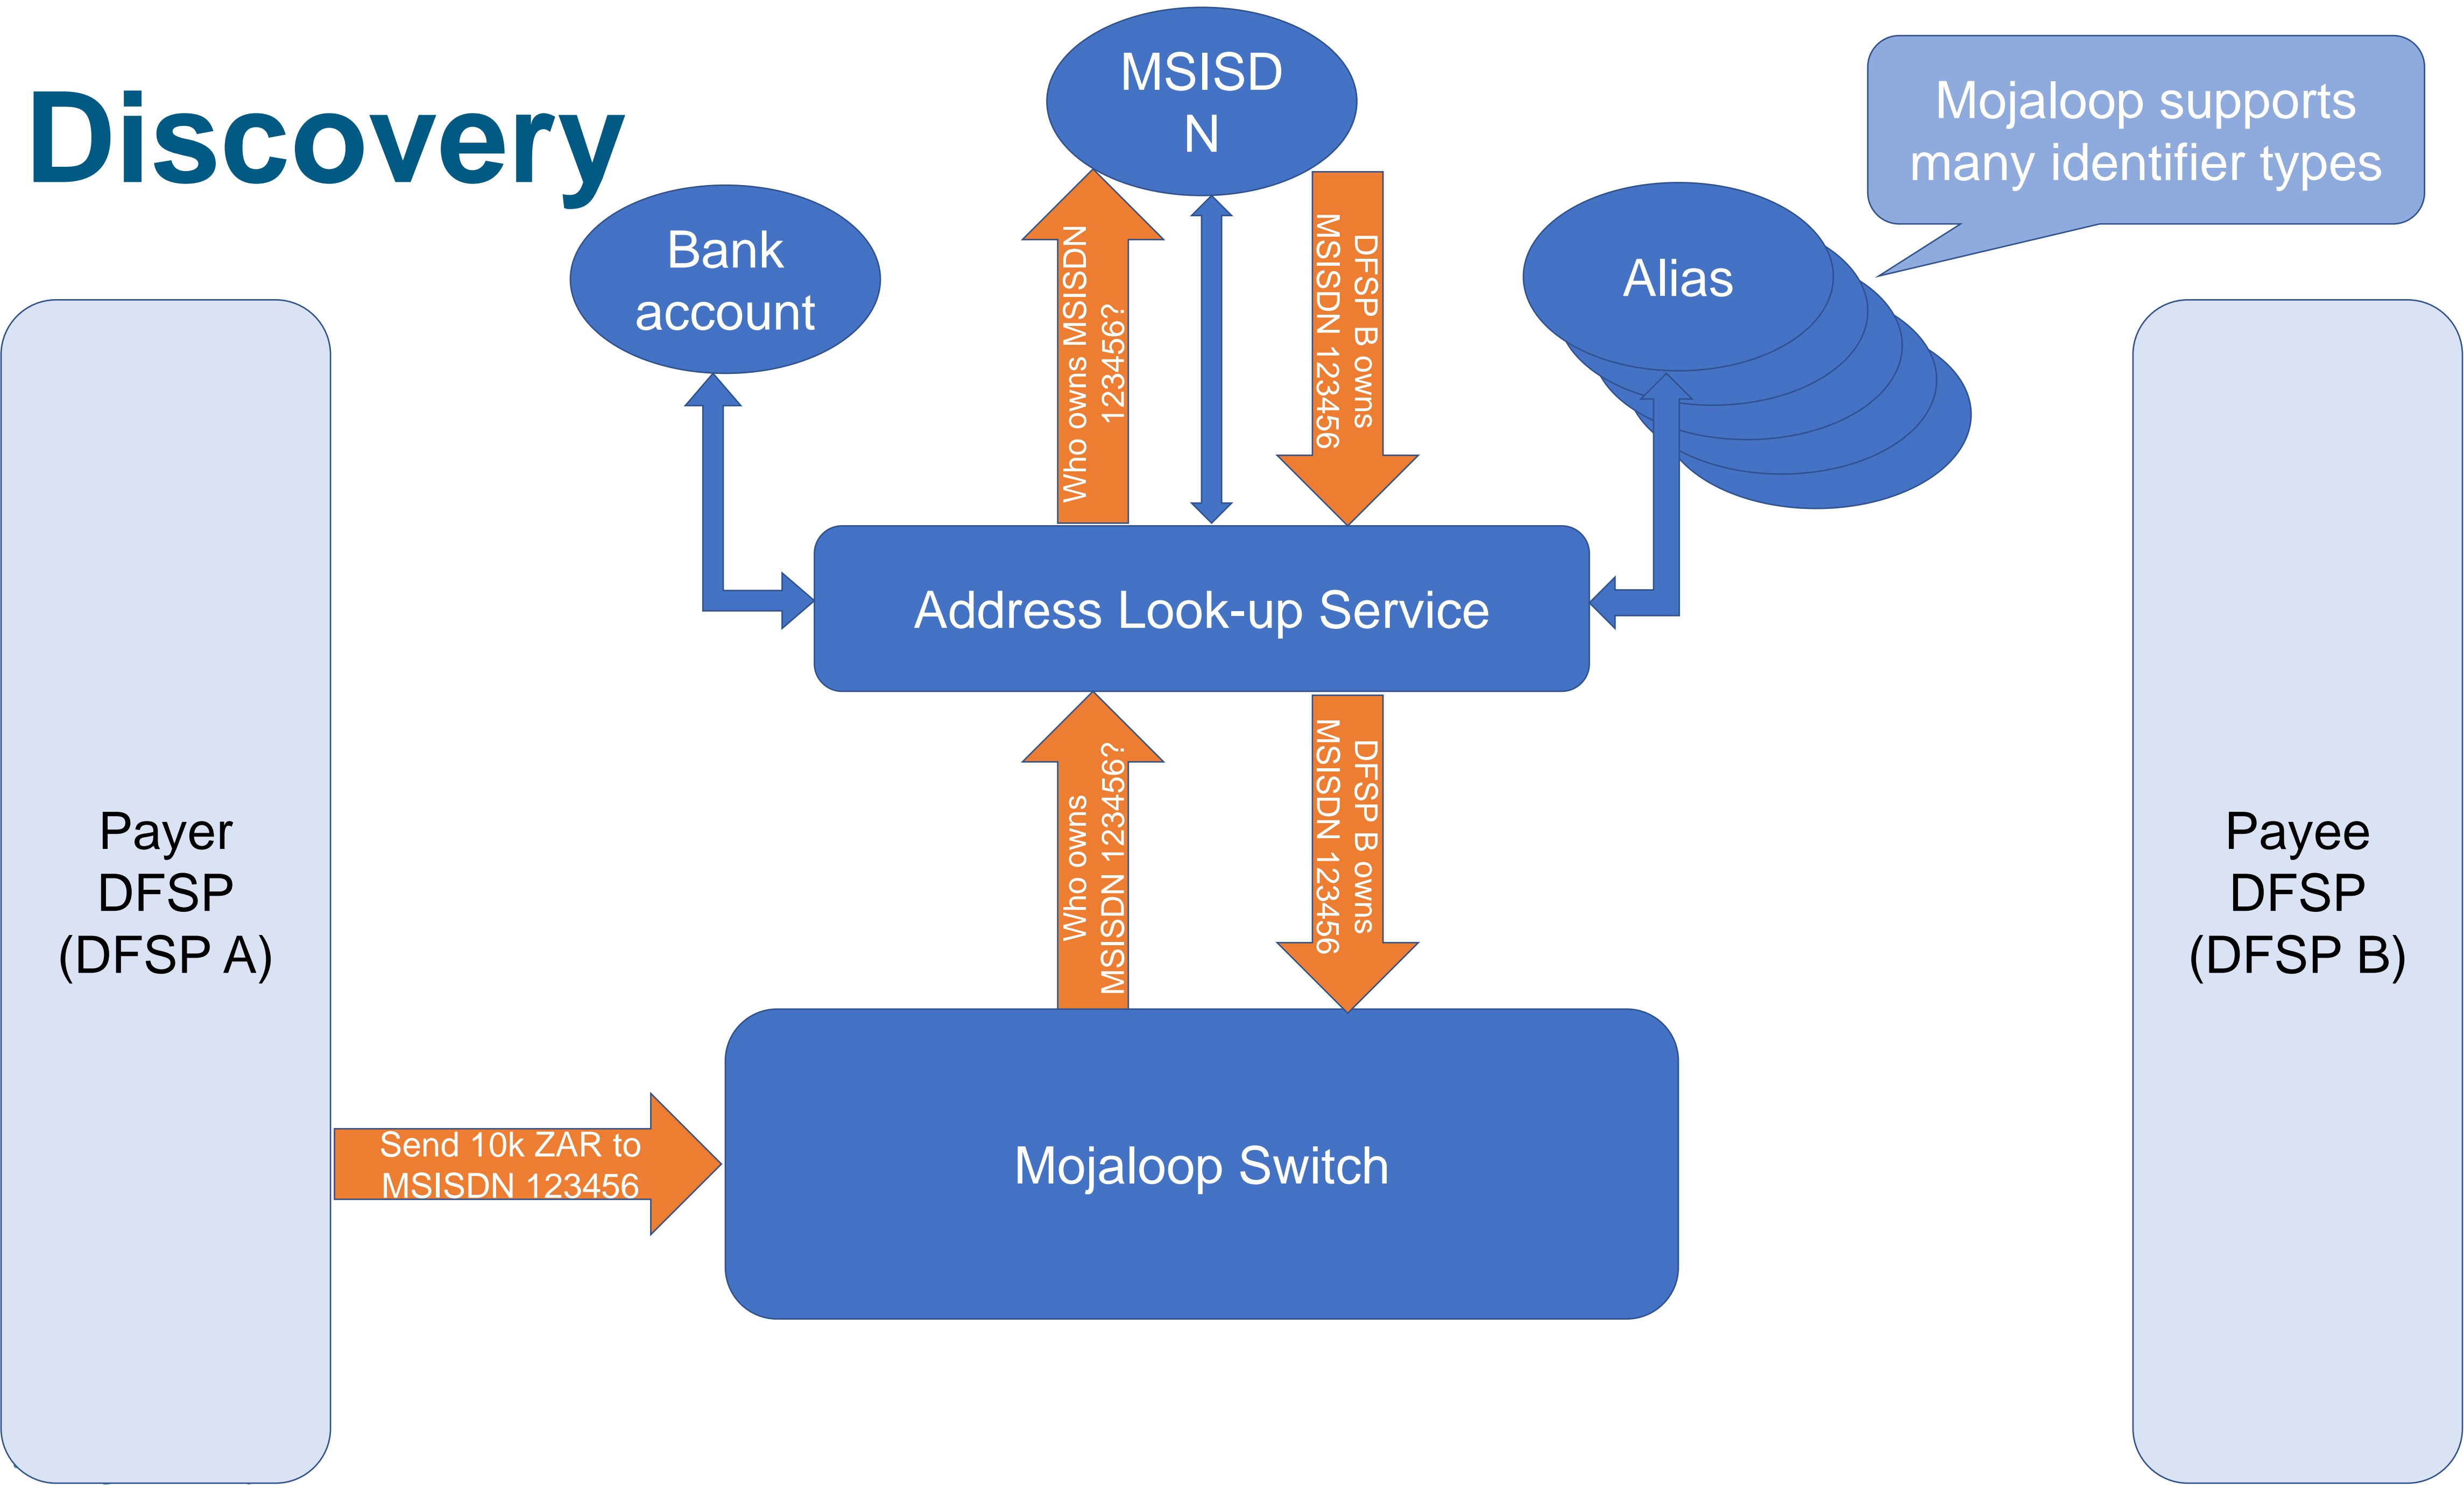 Discovery
MSISD
N
Mojaloop supports
many identifier types
Bank
account
Alias
Who owns MSISDN
123456?
DFSP B owns
MSISDN 123456
Address Look-up Service
Who owns
MSISDN 123456?
DFSP B owns
MSISDN 123456
Payer
DFSP
(DFSP A)
Payee
DFSP
(DFSP B)
Send 10k ZAR to
MSISDN 123456
Mojaloop Switch